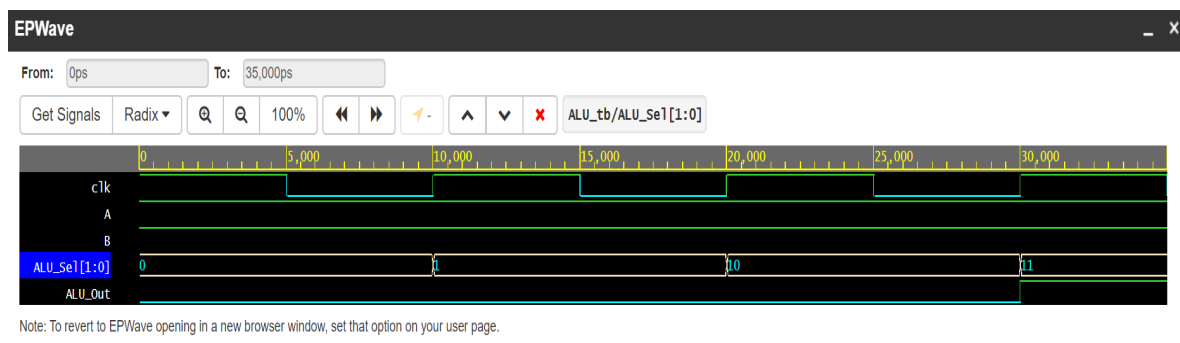 EPWave
From: 0ps To: 35,000ps
Get Signals Radix 100% - ALU_tb/ALU_Sel[1:0]
0 5,000 10,000 15,000 20,000 25,000 30,000
clk
A
B
ALU_Sel[1:0] 0 1 10 11
ALU_Out
Note: To revert to EPWave opening in a new browser window, set that option on your user page.